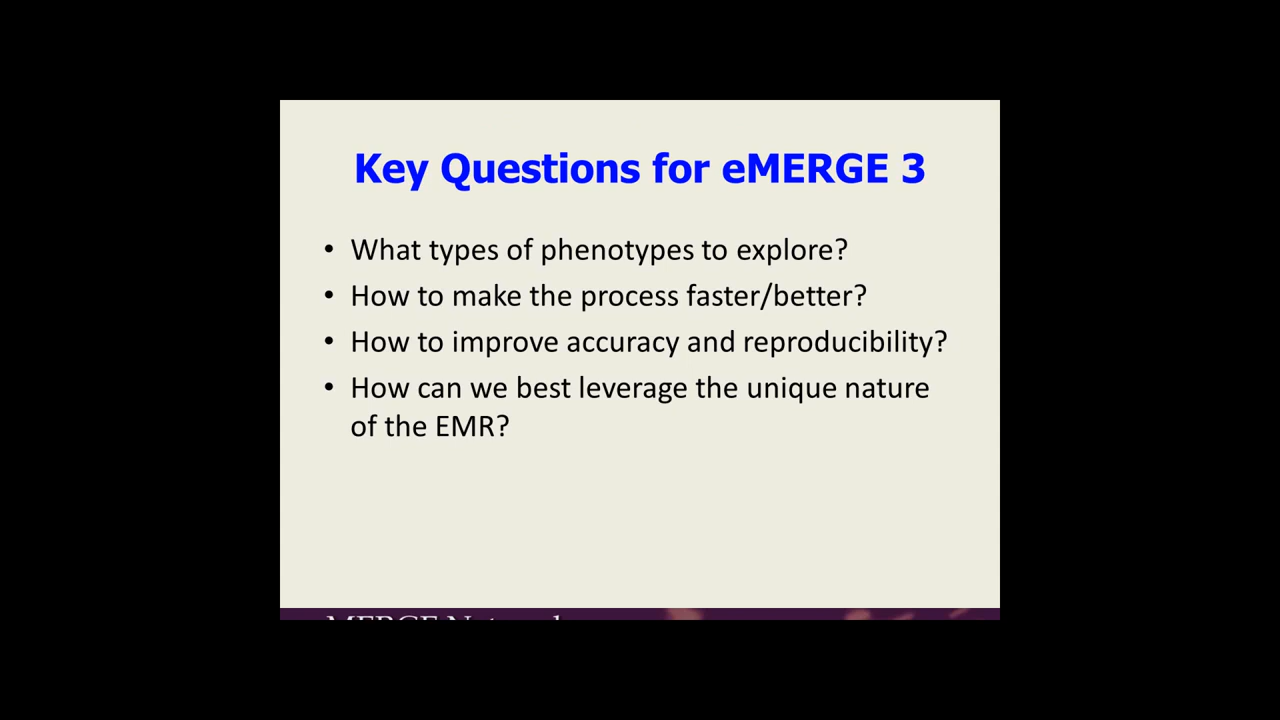 Key Questions for eMERGE 3
• What types of phenotypes to explore?
• How to make the process faster/better?
• How to improve accuracy and reproducibility?
• How can we best leverage the unique nature
of the EMR?